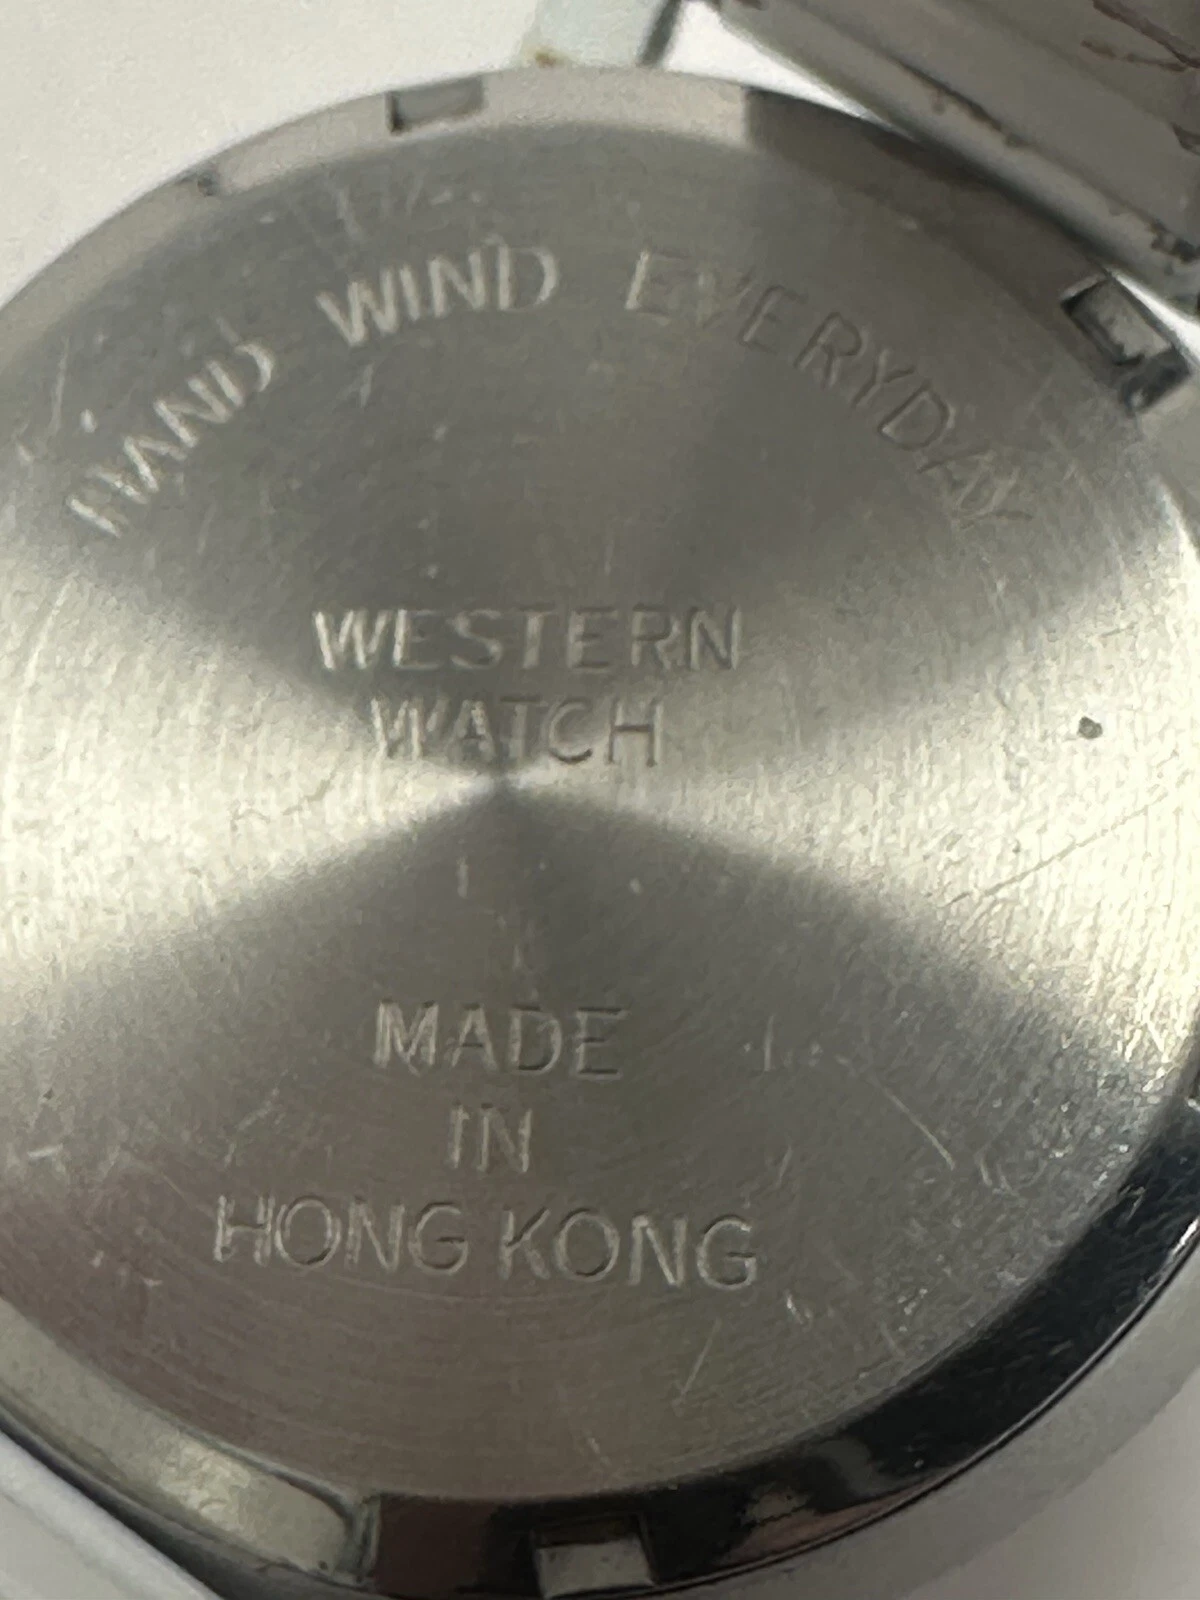 HAND WIND EVERYDAY
WESTERN
WATCH
MADE
IN
HONG KONG